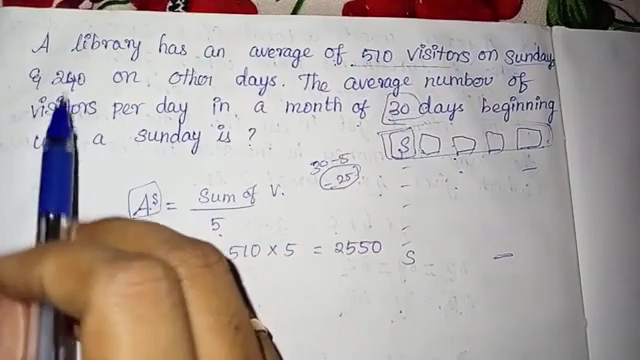 A library has an average of 510 visitors on Sunday
& 240 on other days. The average number of
visitors per day in a month of 30 days beginning
a Sunday is ?
S
30-5
=25
As = Sum of V.
5
510 × 5 = 2550
S